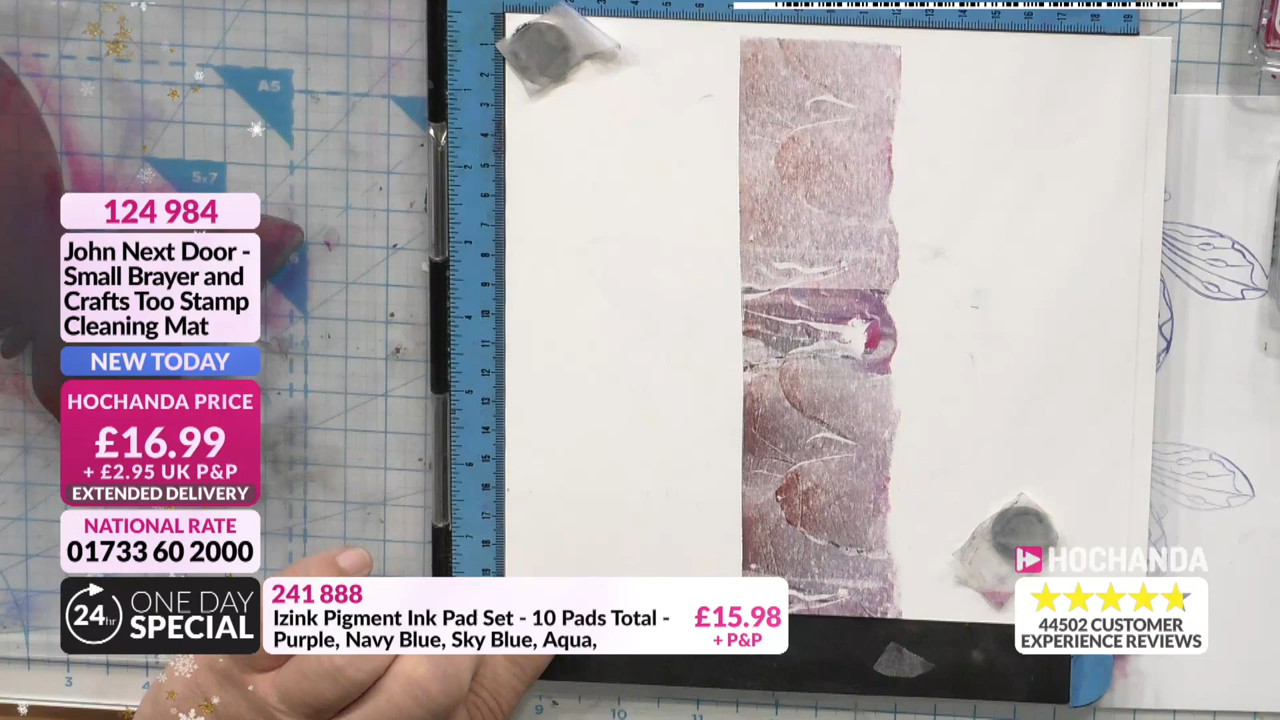 A5
5x7
6
124 984
John Next Door -
Small Brayer and
Crafts Too Stamp
Cleaning Mat
NEW TODAY
HOCHANDA PRICE
£16.99
+ £2.95 UK P&P
EXTENDED DELIVERY
NATIONAL RATE
01733 60 2000
24hr
ONE DAY
SPECIAL
241 888
Izink Pigment Ink Pad Set - 10 Pads Total -
Purple, Navy Blue, Sky Blue, Aqua,
£15.98
+ P&P
HOCHANDA
44502 CUSTOMER
EXPERIENCE REVIEWS